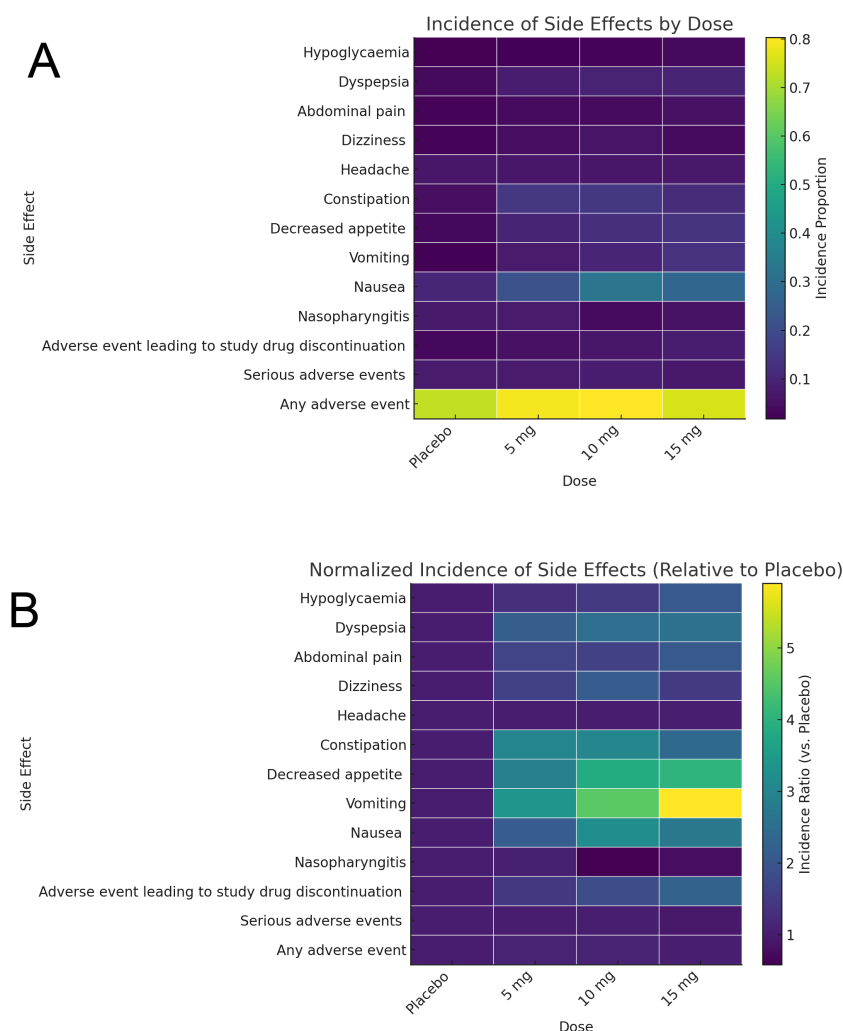 A
Incidence of Side Effects by Dose
Hypoglycaemia
Dyspepsia
Abdominal pain
Dizziness
Headache
Constipation
Decreased appetite
Vomiting
Nausea
Nasopharyngitis
Adverse event leading to study drug discontinuation
Serious adverse events
Any adverse event
Side Effect
Placebo
5 mg
10 mg
15 mg
Dose
0.8
0.7
0.6
0.5
0.4
0.3
0.2
0.1
Incidence Proportion
B
Normalized Incidence of Side Effects (Relative to Placebo)
Hypoglycaemia
Dyspepsia
Abdominal pain
Dizziness
Headache
Constipation
Decreased appetite
Vomiting
Nausea
Nasopharyngitis
Adverse event leading to study drug discontinuation
Serious adverse events
Any adverse event
Side Effect
Placebo
5 mg
10 mg
15 mg
Dose
5
4
3
2
1
Incidence Ratio (vs. Placebo)